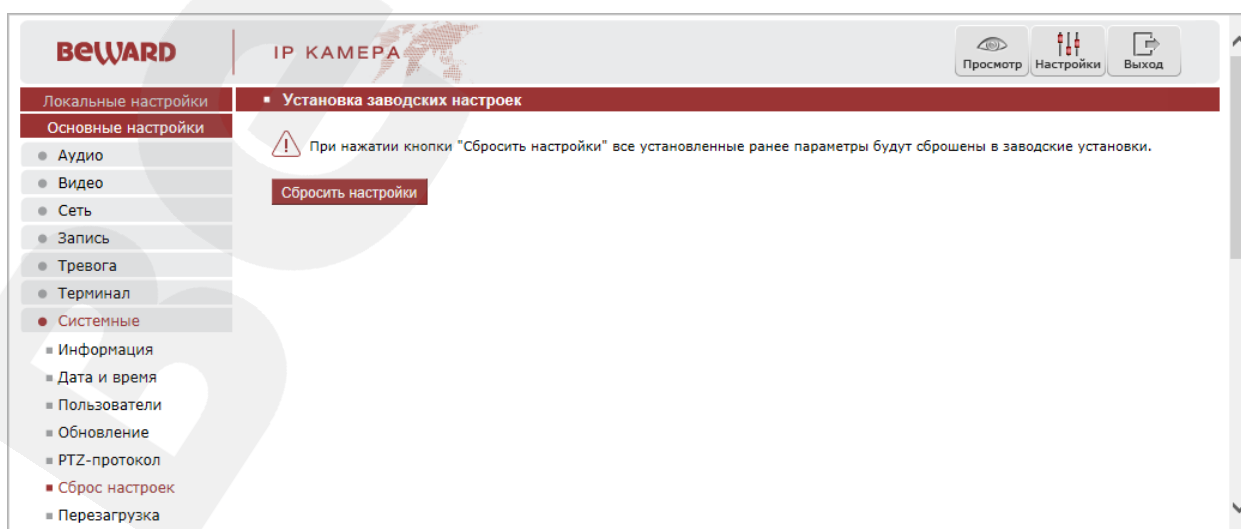 BEWARD
IP КАМЕРА
Просмотр
Настройки
Выход
Локальные настройки
Основные настройки
Аудио
Видео
Сеть
Запись
Тревога
Терминал
Системные
Информация
Дата и время
Пользователи
Обновление
PTZ-протокол
Сброс настроек
Перезагрузка
Установка заводских настроек
При нажатии кнопки "Сбросить настройки" все установленные ранее параметры будут сброшены в заводские установки.
Сбросить настройки